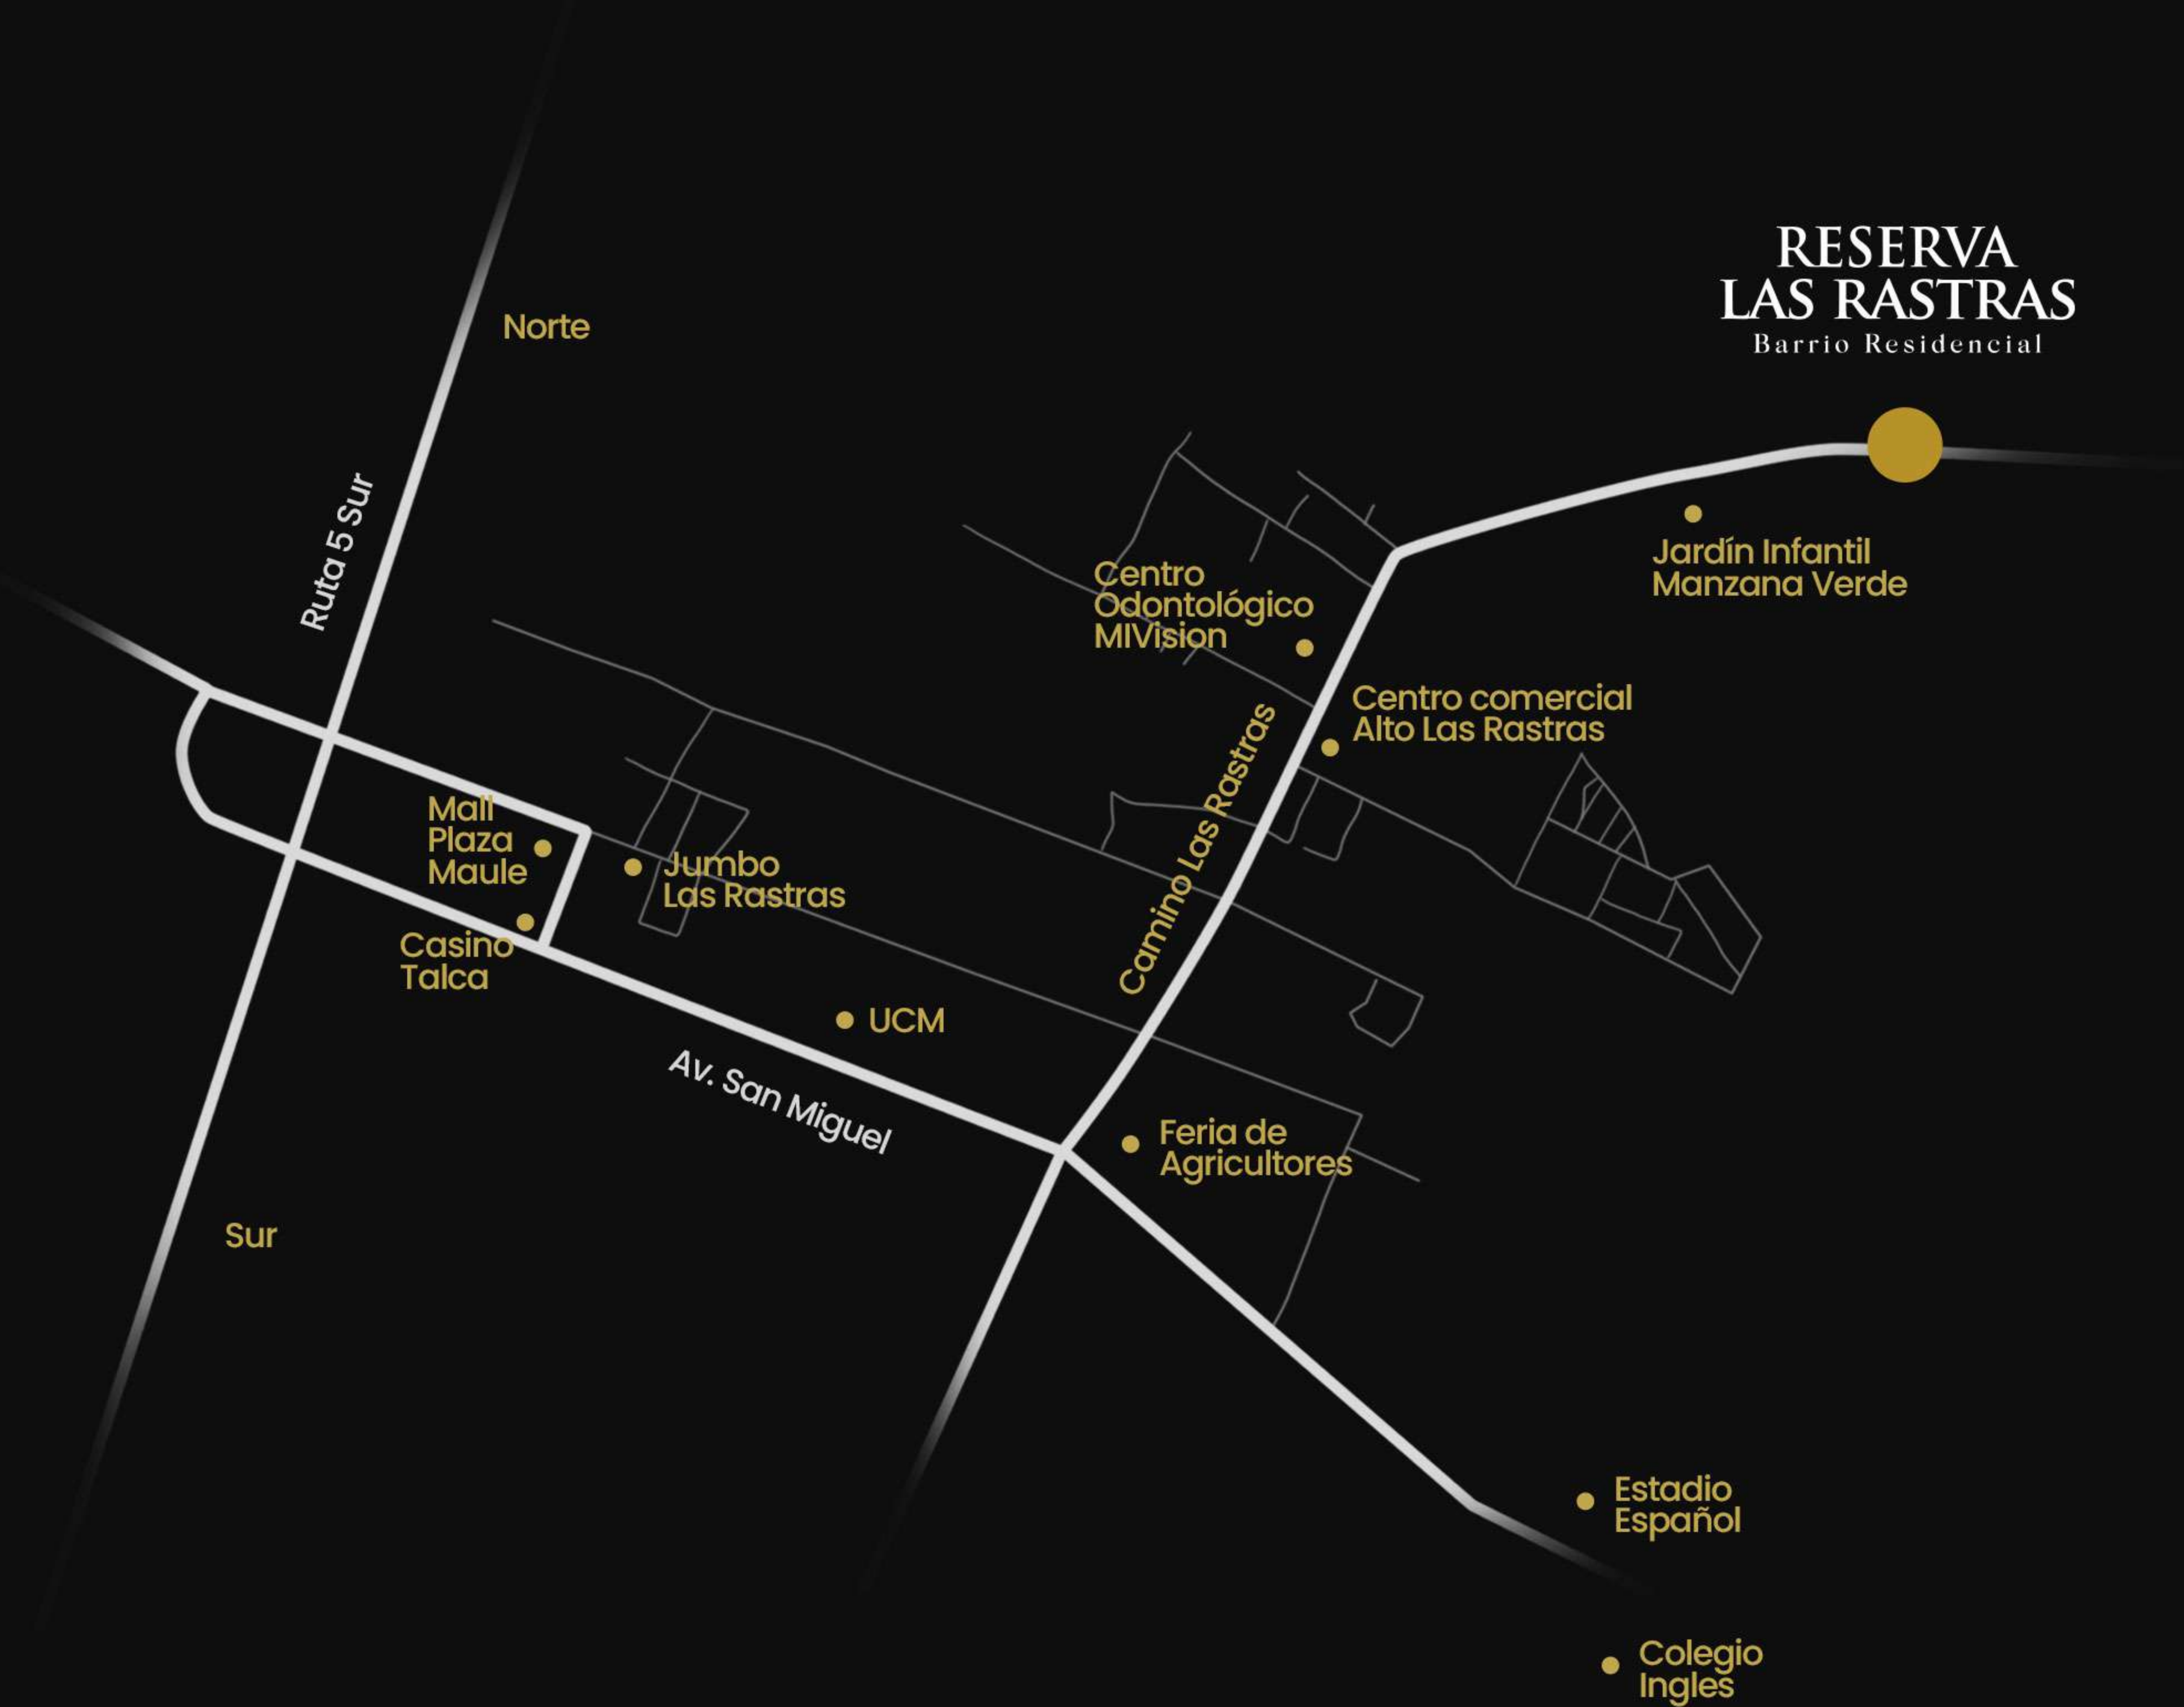 RESERVA
LAS RASTRAS
Barrio Residencial
Norte
Ruta 5 sur
Jardín Infantil
Manzana Verde
Centro
Odontológico
MIVision
Centro comercial
Alto Las Rastras
Camino Las Rastras
Mall
Plaza
Maule
Jumbo
Las Rastras
Casino
Talca
UCM
Av. San Miguel
Feria de
Agricultores
Sur
Estadio
Español
Colegio
Ingles